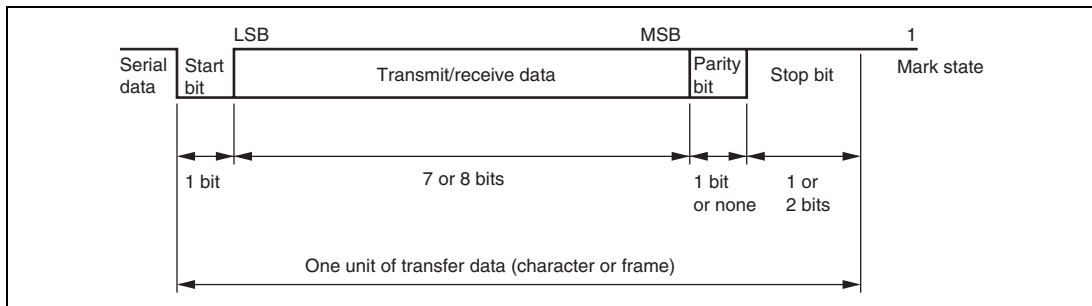 LSB
MSB
1
Serial
data
Start
bit
Transmit/receive data
Parity
bit
Stop bit
Mark state
1 bit
7 or 8 bits
1 bit
or none
1 or
2 bits
One unit of transfer data (character or frame)